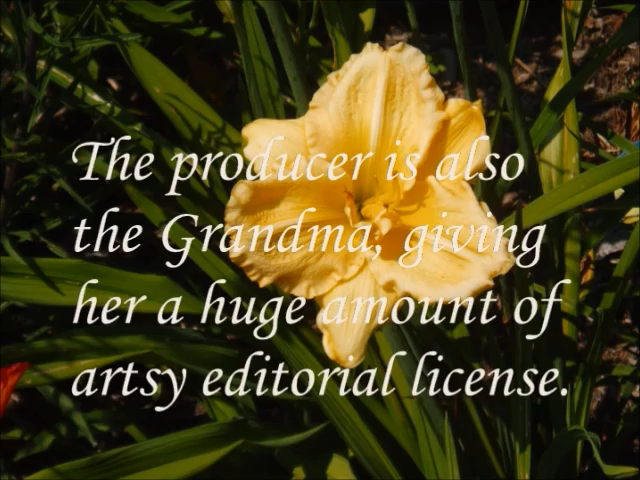 The producer is also
the Grandma, giving
her a huge amount of
artsy editorial license.